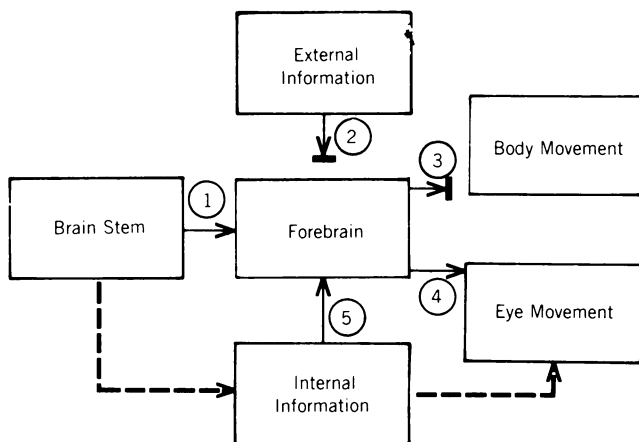 External
Information
2
3
Body Movement
1
Brain Stem
Forebrain
4
5
Eye Movement
Internal
Information